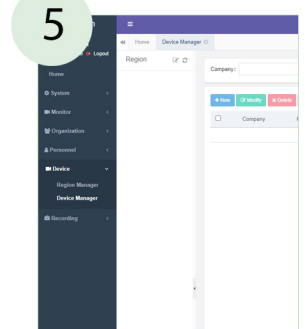 5
Logout
Home
Device Manager
Region
Home
Company:
System
New
Modify
Delete
Monitor
Company
Organization
Personnel
Device
Region Manager
Device Manager
Recording